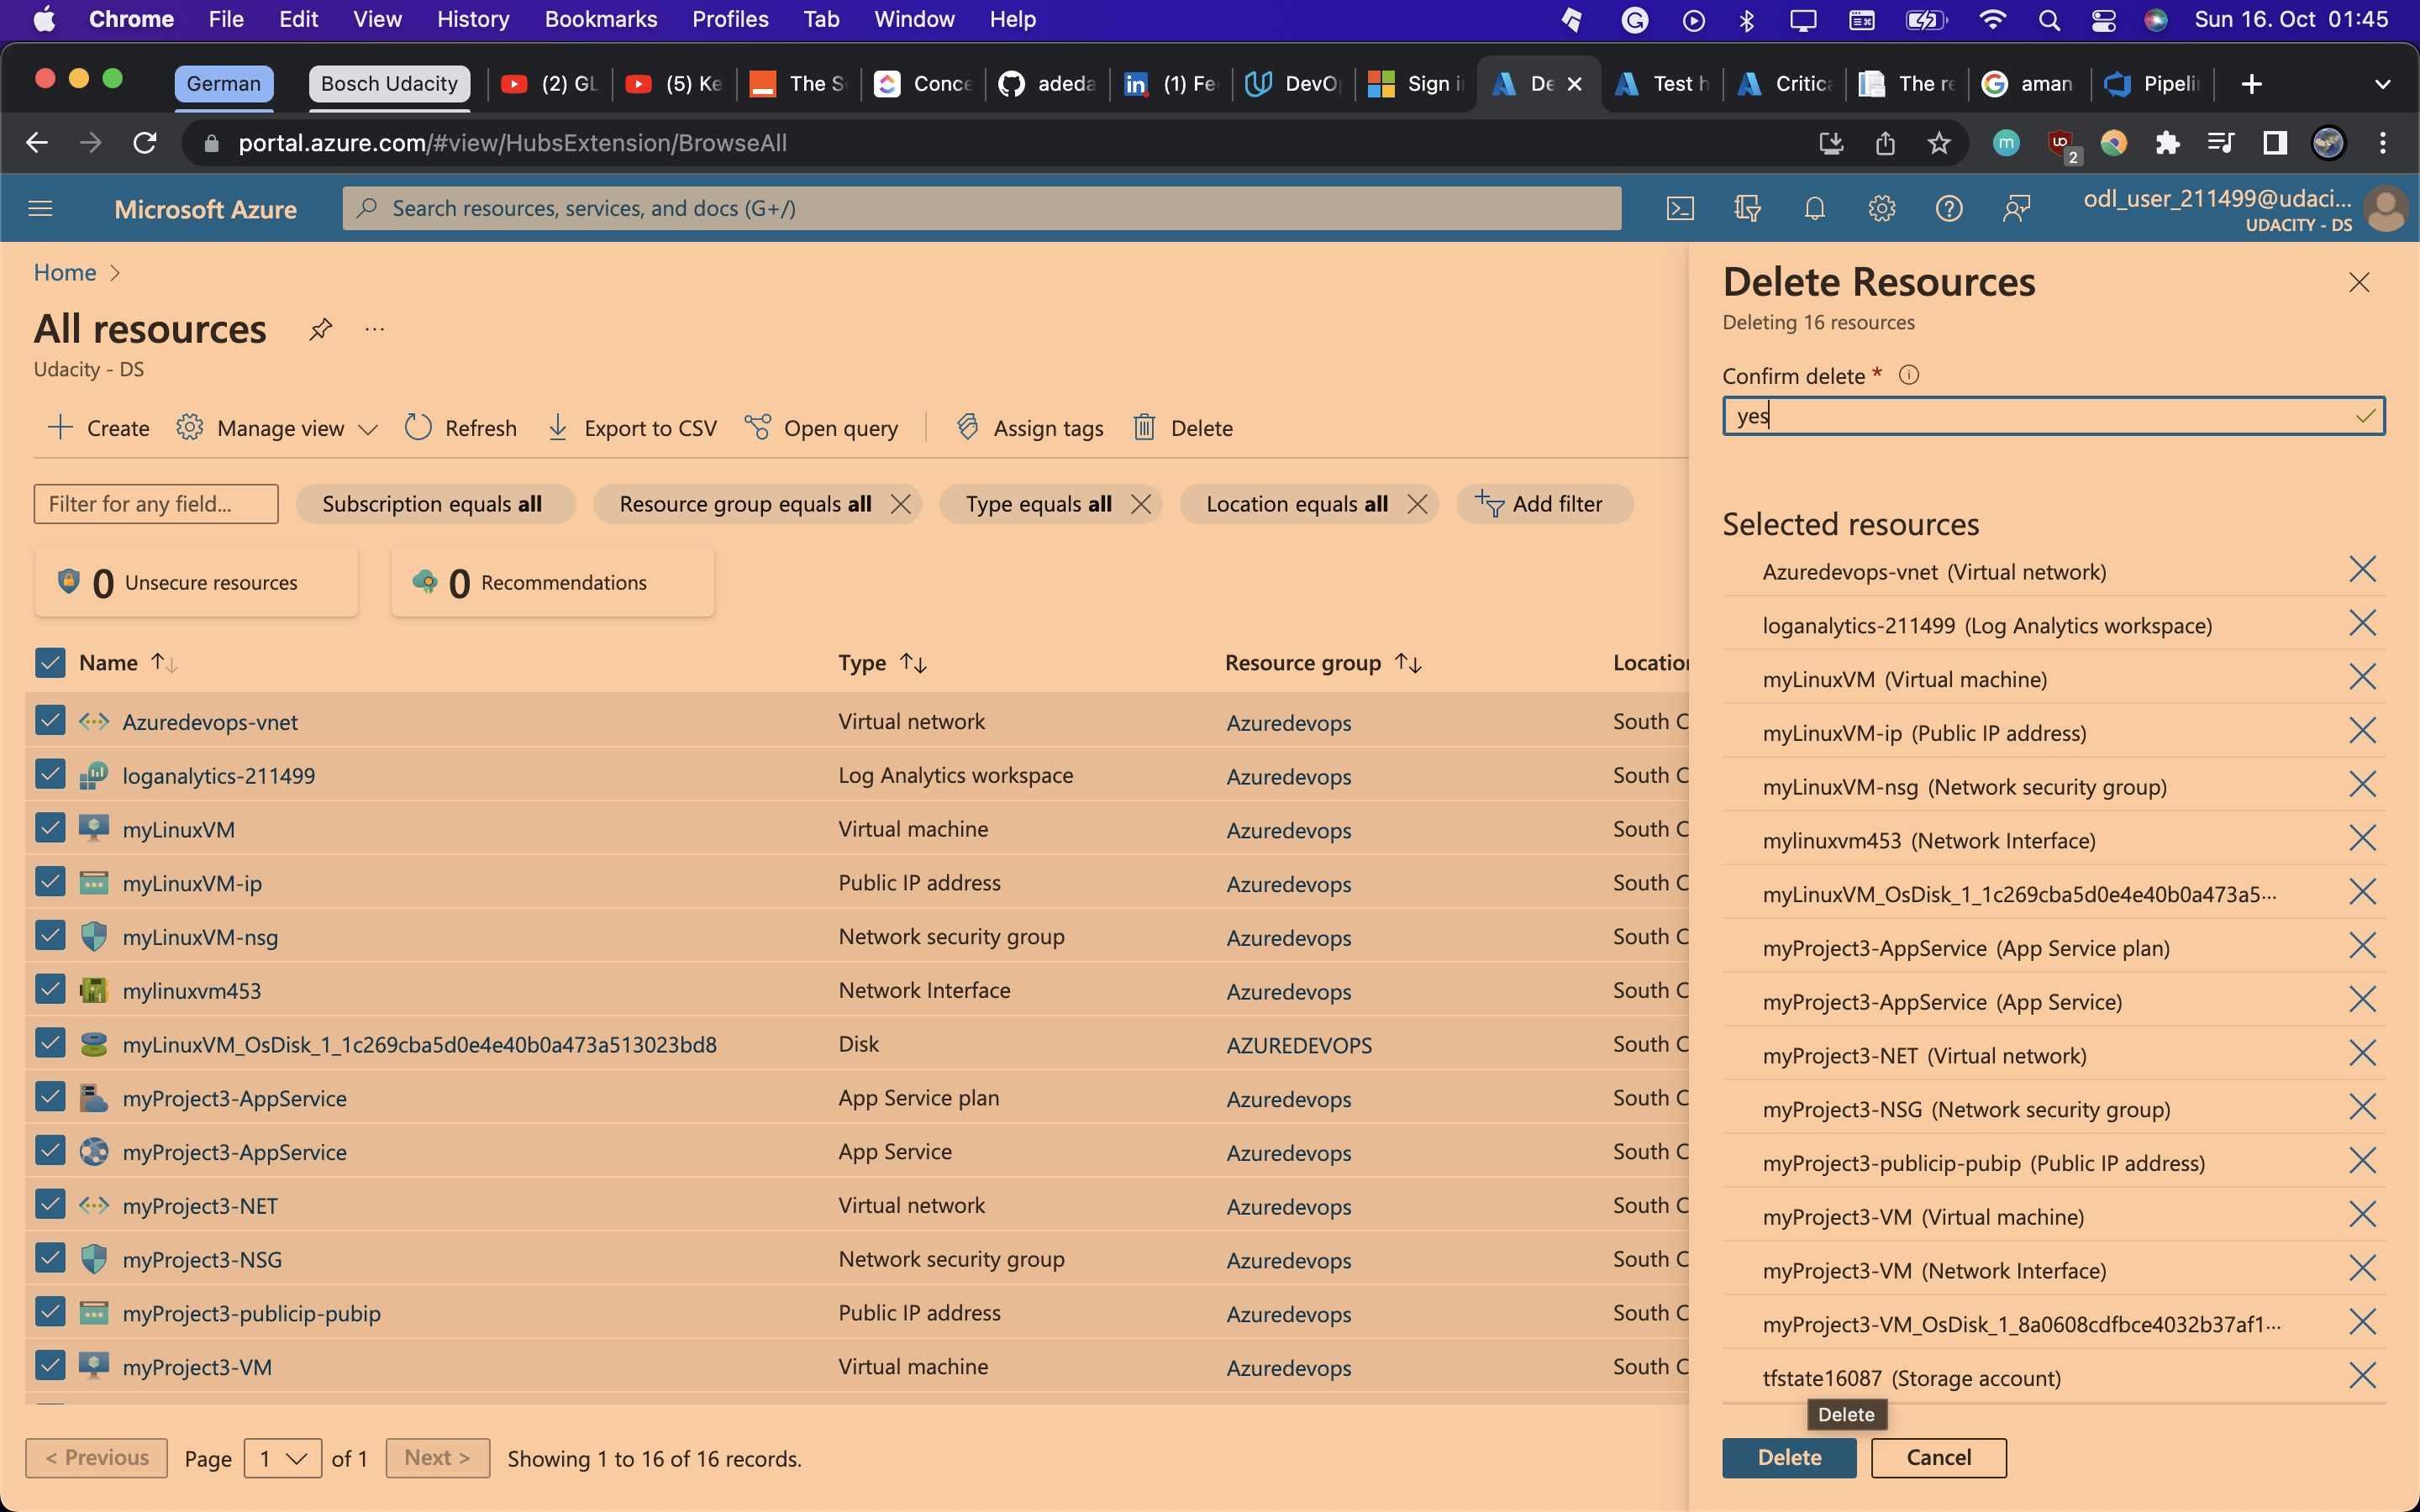 Chrome File Edit View History Bookmarks Profiles Tab Window Help Sun 16. Oct 01:45
German Bosch Udacity (2) GL (5) Ke The S Conce adeda (1) Fe DevO Sign i De Test h Critica The re aman Pipeli
portal.azure.com/#view/HubsExtension/BrowseAll
m
2
Microsoft Azure
Search resources, services, and docs (G+/)
odl_user_211499@udaci...
UDACITY - DS
Home
All resources
...
Udacity - DS
Create Manage view Refresh Export to CSV Open query Assign tags Delete
Filter for any field... Subscription equals all Resource group equals all Type equals all Location equals all Add filter
0 Unsecure resources 0 Recommendations
Name Type Resource group Location
Azuredevops-vnet Virtual network Azuredevops South C
loganalytics-211499 Log Analytics workspace Azuredevops South C
myLinuxVM Virtual machine Azuredevops South C
myLinuxVM-ip Public IP address Azuredevops South C
myLinuxVM-nsg Network security group Azuredevops South C
mylinuxvm453 Network Interface Azuredevops South C
myLinuxVM_OsDisk_1_1c269cba5d0e4e40b0a473a513023bd8 Disk AZUREDEVOPS South C
myProject3-AppService App Service plan Azuredevops South C
myProject3-AppService App Service Azuredevops South C
myProject3-NET Virtual network Azuredevops South C
myProject3-NSG Network security group Azuredevops South C
myProject3-publicip-pubip Public IP address Azuredevops South C
myProject3-VM Virtual machine Azuredevops South C
< Previous Page 1 of 1 Next > Showing 1 to 16 of 16 records.
Delete Resources
Deleting 16 resources
Confirm delete *
yes
Selected resources
Azuredevops-vnet (Virtual network)
loganalytics-211499 (Log Analytics workspace)
myLinuxVM (Virtual machine)
myLinuxVM-ip (Public IP address)
myLinuxVM-nsg (Network security group)
mylinuxvm453 (Network Interface)
myLinuxVM_OsDisk_1_1c269cba5d0e4e40b0a473a5...
myProject3-AppService (App Service plan)
myProject3-AppService (App Service)
myProject3-NET (Virtual network)
myProject3-NSG (Network security group)
myProject3-publicip-pubip (Public IP address)
myProject3-VM (Virtual machine)
myProject3-VM (Network Interface)
myProject3-VM_OsDisk_1_8a0608cdfbce4032b37af1...
tfstate16087 (Storage account)
Delete
Delete Cancel